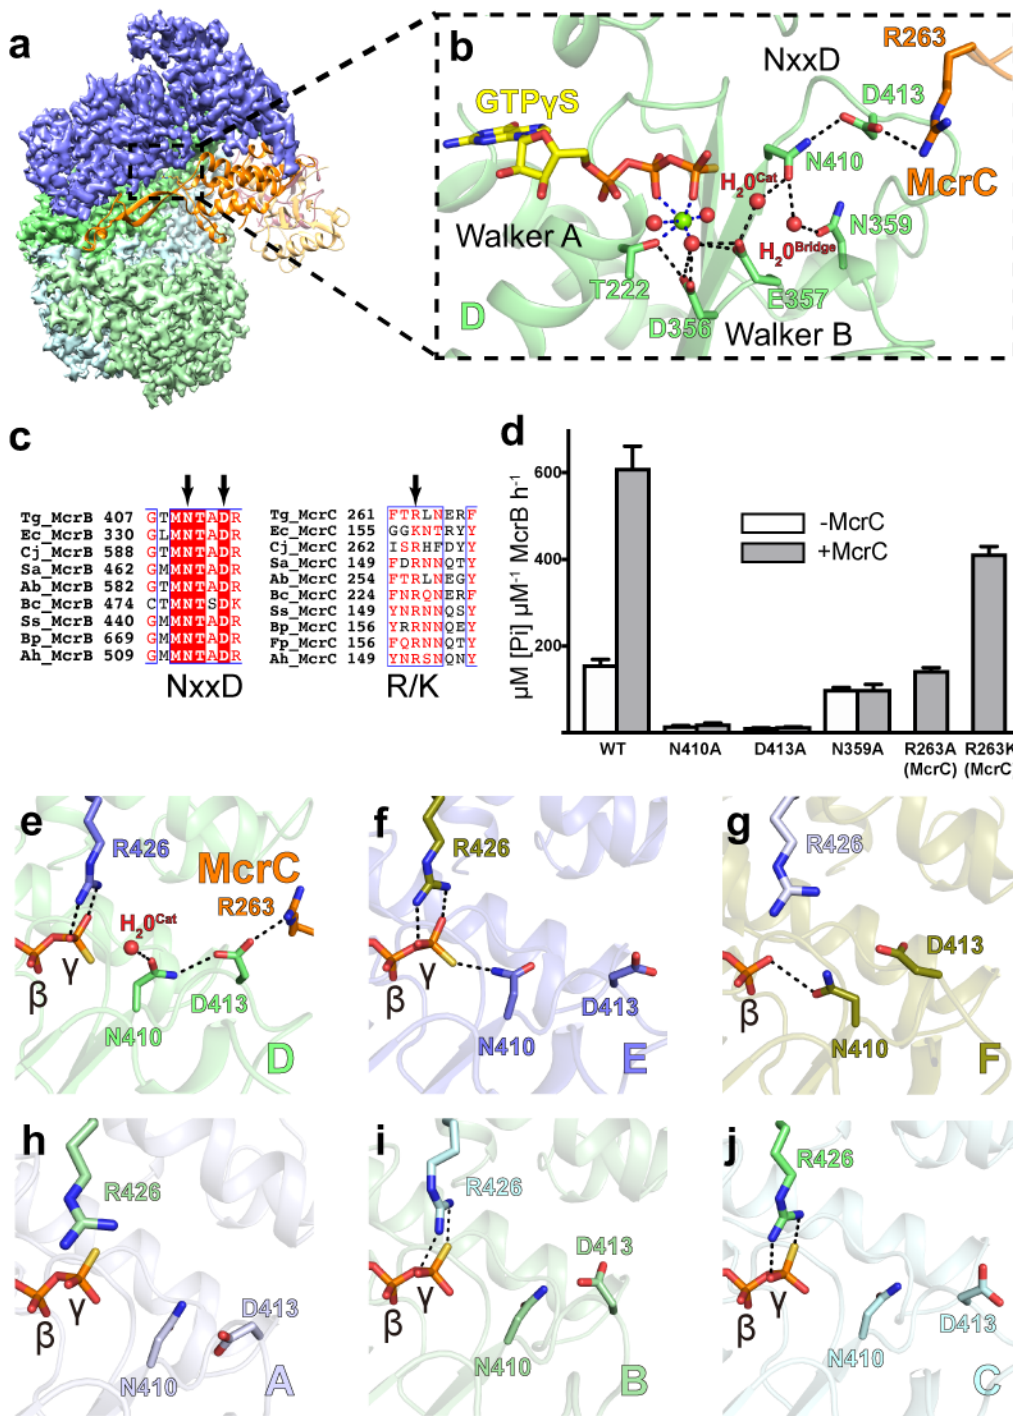 a
b
NxxD
R263
D413
GTPγS
N410
McrC
H₂0ᶜᵃᵗ
N359
Walker A
H₂0ᴮʳⁱᵈᵍᵉ
T222
E357
D
D356
Walker B
c
Tg_McrB 407 GTMNTADR
Ec_McrB 330 GLMNTADR
Cj_McrB 588 GTMNTADR
Sa_McrB 462 GMMNTADR
Ab_McrB 582 GTMNTADR
Bc_McrB 474 CTMNTSDK
Ss_McrB 440 GMMNTADR
Bp_McrB 669 GMMNTADR
Ah_McrB 509 GMMNTADR
NxxD
Tg_McrC 261 FTRLNERF
Ec_McrC 155 GGKNTRYY
Cj_McrC 262 ISRHFDYY
Sa_McrC 149 FDRNNQTY
Ab_McrC 254 FTRLNEGY
Bc_McrC 224 FNRQNERF
Ss_McrC 149 YNRNNQSY
Bp_McrC 156 YRRNNQEY
Fp_McrC 156 FQRNNQTY
Ah_McrC 149 YNRSNQNY
R/K
d
µM [Pi] µM⁻¹ McrB h⁻¹
600
400
200
-McrC
+McrC
WT
N410A
D413A
N359A
R263A
(McrC)
R263K
(McrC)
e
R426
McrC
R263
H₂0ᶜᵃᵗ
γ
β
D413
N410
D
f
R426
γ
β
D413
N410
E
g
R426
D413
β
N410
F
h
R426
γ
β
D413
N410
A
i
R426
D413
γ
β
N410
B
j
R426
γ
β
D413
N410
C